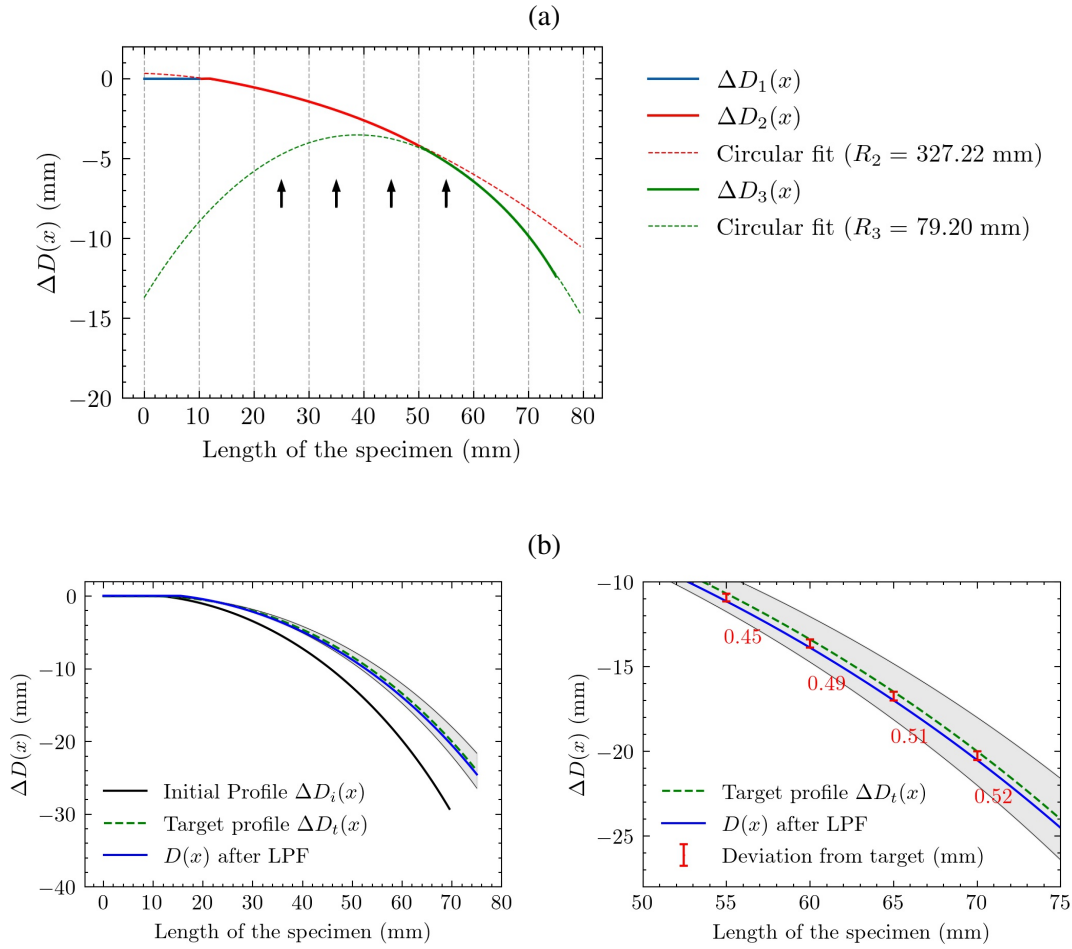 (a)
0
−5
−10
−15
−20
ΔD(x) (mm)
0 10 20 30 40 50 60 70 80
Length of the specimen (mm)
ΔD₁(x)
ΔD₂(x)
Circular fit (R₂ = 327.22 mm)
ΔD₃(x)
Circular fit (R₃ = 79.20 mm)
(b)
0
−10
−20
−30
−40
ΔD(x) (mm)
Initial Profile ΔDᵢ(x)
Target profile ΔDₜ(x)
D(x) after LPF
0 10 20 30 40 50 60 70 80
Length of the specimen (mm)
−10
−15
−20
−25
ΔD(x) (mm)
0.45
0.49
0.51
0.52
Target profile ΔDₜ(x)
D(x) after LPF
Deviation from target (mm)
50 55 60 65 70 75
Length of the specimen (mm)